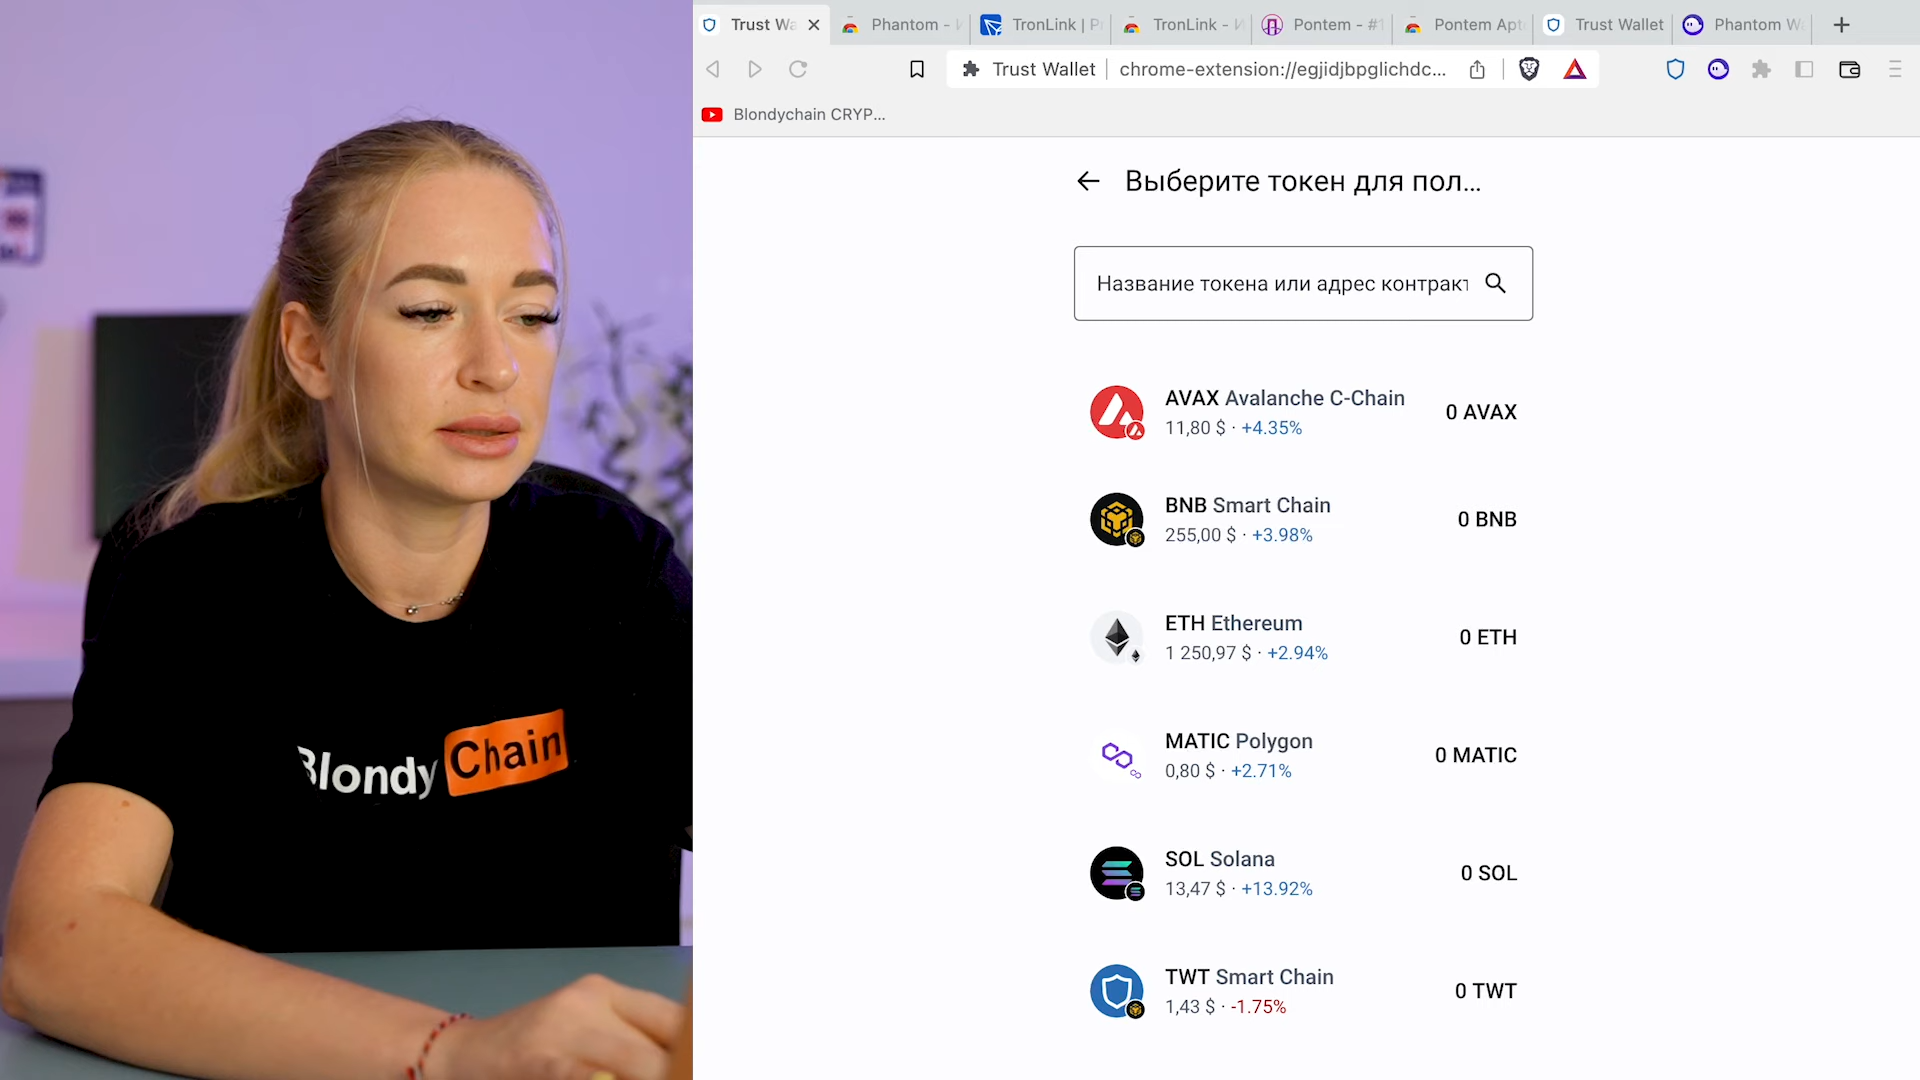 Trust Wa
Phantom - И
TronLink | Pr
TronLink - И
Pontem - #1
Pontem Apt
Trust Wallet
Phantom Wa
Trust Wallet
chrome-extension://egjidjbpglichdc...
Blondychain CRYP...
Выберите токен для пол...
Название токена или адрес контракт
AVAX Avalanche C-Chain
11,80 $ · +4.35%
0 AVAX
BNB Smart Chain
255,00 $ · +3.98%
0 BNB
ETH Ethereum
1 250,97 $ · +2.94%
0 ETH
MATIC Polygon
0,80 $ · +2.71%
0 MATIC
SOL Solana
13,47 $ · +13.92%
0 SOL
TWT Smart Chain
1,43 $ · -1.75%
0 TWT
Blondy Chain